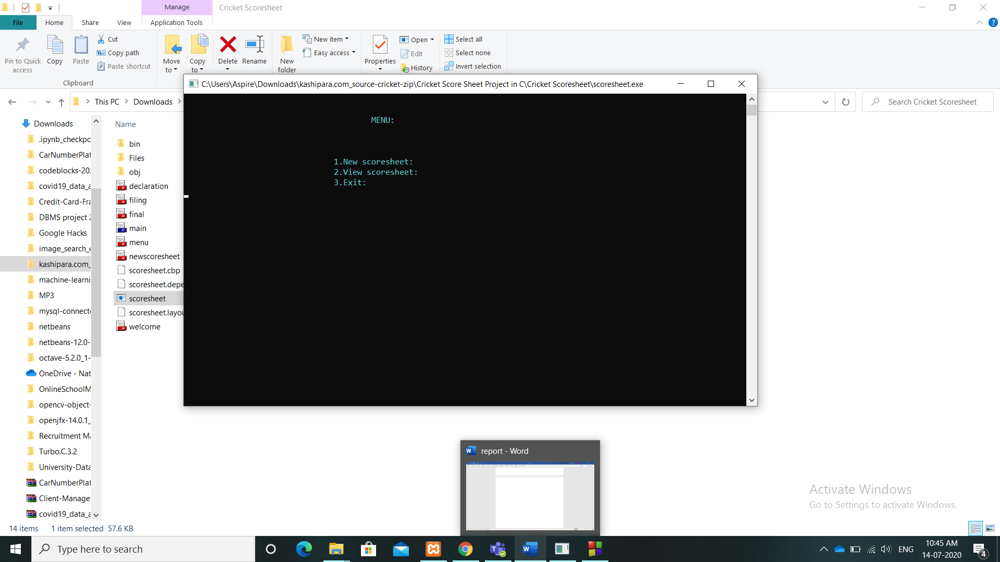 Manage
Cricket Scoresheet
File
Home
Share
View
Application Tools
Pin to Quick
access
Copy
Paste
Cut
Copy path
Paste shortcut
Clipboard
Move
to
Copy
to
Delete
Rename
New
folder
New item
Easy access
Properties
Open
Edit
History
Select all
Select none
Invert selection
This PC
Downloads
Search Cricket Scoresheet
C:\Users\Aspire\Downloads\kashipara.com_source-cricket-zip\Cricket Score Sheet Project in C\Cricket Scoresheet\scoresheet.exe
MENU:
1.New scoresheet:
2.View scoresheet:
3.Exit:
Downloads
.ipynb_checkpo
CarNumberPlat
codeblocks-20.
covid19_data_a
Credit-Card-Fra
DBMS project 2
Google Hacks
image_search_e
kashipara.com_
machine-learni
MP3
mysql-connecto
netbeans
netbeans-12.0-
octave-5.2.0_1-
OneDrive - Nat
OnlineSchoolM
opencv-object-
openjfx-14.0.1_
Recruitment Ma
Turbo.C.3.2
University-Data
CarNumberPlat
Client-Manage
covid19_data_a
Name
bin
Files
obj
declaration
filing
final
main
menu
newscoresheet
scoresheet.cbp
scoresheet.depe
scoresheet
scoresheet.layou
welcome
report - Word
Activate Windows
Go to Settings to activate Windows.
14 items
1 item selected 57.6 KB
Type here to search
ENG
10:45 AM
14-07-2020
4